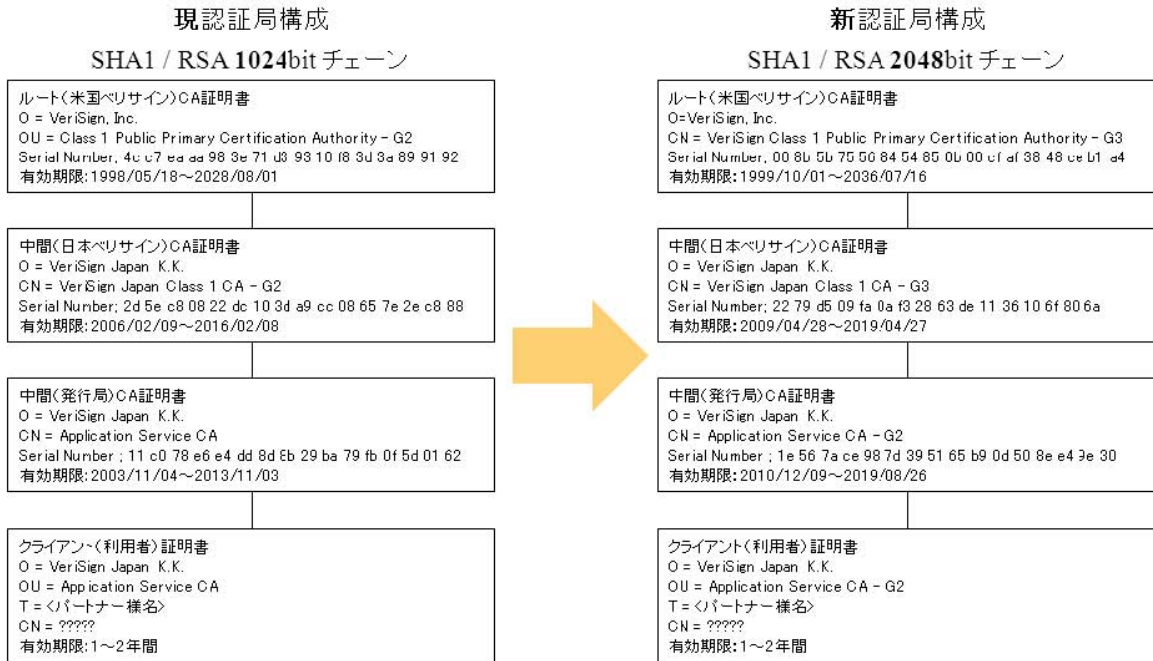 現認証局構成
SHA1 / RSA 1024bit チェーン
ルート(米国ベリサイン)CA証明書
O = VeriSign, Inc.
OU = Class 1 Public Primary Certification Authority - G2
Serial Number, 4c c7 ea aa 98 3e 71 d3 93 10 f8 3d 3a 89 91 92
有効期限:1998/05/18～2028/08/01
中間(日本ベリサイン)CA証明書
O = VeriSign Japan K.K.
CN = VeriSign Japan Class 1 CA - G2
Serial Number; 2d 5e c8 08 22 dc 10 3d a9 cc 08 65 7e 2e c8 88
有効期限:2006/02/09～2016/02/08
中間(発行局)CA証明書
O = VeriSign Japan K.K.
CN = Application Service CA
Serial Number ; 11 c0 78 e6 e4 dd 8d 8b 29 ba 79 fb 0f 5d 01 62
有効期限:2003/11/04～2013/11/03
クライアント(利用者)証明書
O = VeriSign Japan K.K.
OU = Application Service CA
T = <パートナー様名>
CN = ?????
有効期限:1～2年間
新認証局構成
SHA1 / RSA 2048bit チェーン
ルート(米国ベリサイン)CA証明書
O=VeriSign, Inc.
CN = VeriSign Class 1 Public Primary Certification Authority - G3
Serial Number, 00 8b 5b 75 56 84 54 85 0b 00 cf af 38 48 ce b1 a4
有効期限:1999/10/01～2036/07/16
中間(日本ベリサイン)CA証明書
O = VeriSign Japan K.K.
CN = VeriSign Japan Class 1 CA - G3
Serial Number; 22 79 d5 09 fa 0a f3 28 63 de 11 36 10 6f 80 6a
有効期限:2009/04/28～2019/04/27
中間(発行局)CA証明書
O = VeriSign Japan K.K.
CN = Application Service CA - G2
Serial Number ; 1e 56 7a ce 98 7d 39 51 65 b9 0d 50 8e e4 9e 30
有効期限:2010/12/09～2019/08/26
クライアント(利用者)証明書
O = VeriSign Japan K.K.
OU = Application Service CA - G2
T = <パートナー様名>
CN = ?????
有効期限:1～2年間